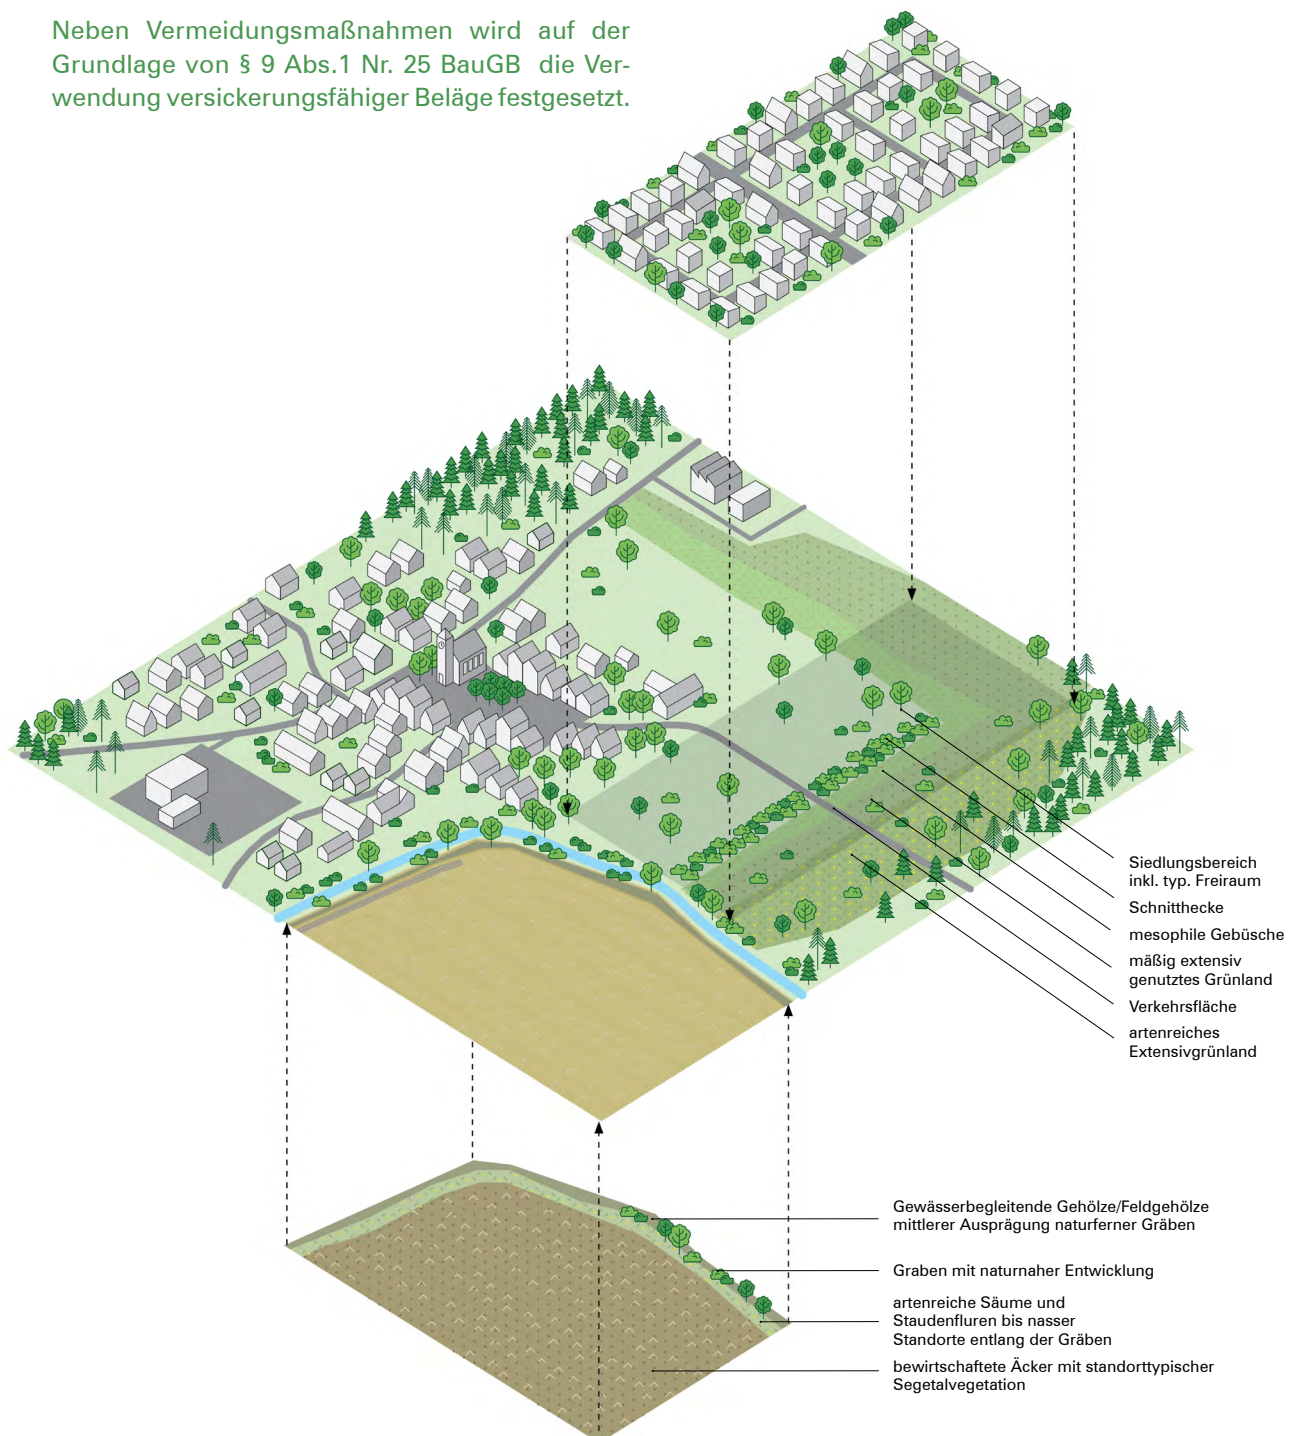 Neben Vermeidungsmaßnahmen wird auf der
Grundlage von § 9 Abs.1 Nr. 25 BauGB die Ver-
wendung versickerungsfähiger Beläge festgesetzt.
Siedlungsbereich
inkl. typ. Freiraum
Schnitthecke
mesophile Gebüsche
mäßig extensiv
genutztes Grünland
Verkehrsfläche
artenreiches
Extensivgrünland
Gewässerbegleitende Gehölze/Feldgehölze
mittlerer Ausprägung naturferner Gräben
Graben mit naturnaher Entwicklung
artenreiche Säume und
Staudenfluren bis nasser
Standorte entlang der Gräben
bewirtschaftete Äcker mit standorttypischer
Segetalvegetation